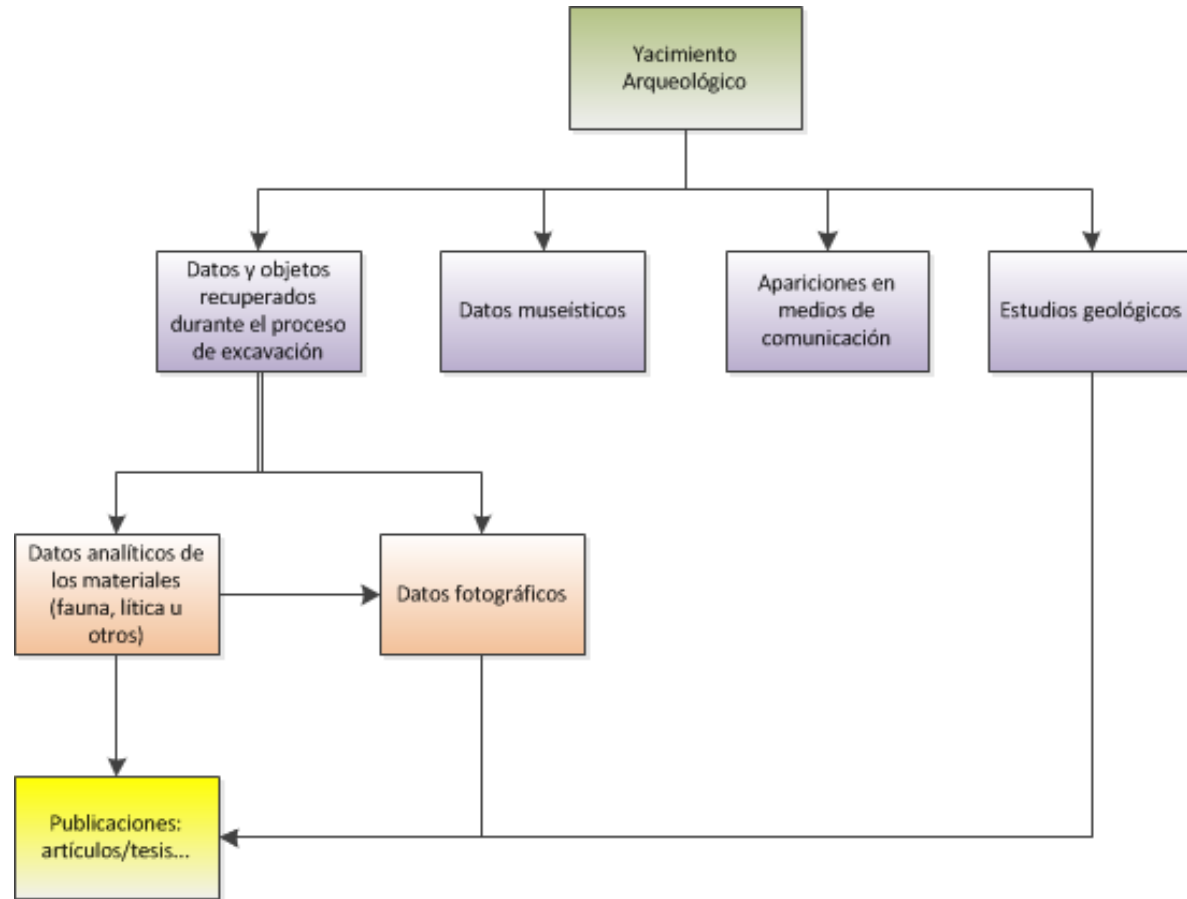 Yacimiento
Arqueológico
Datos y objetos
recuperados
durante el proceso
de excavación
Datos museísticos
Apariciones en
medios de
comunicación
Estudios geológicos
Datos analíticos de
los materiales
(fauna, lítica u
otros)
Datos fotográficos
Publicaciones:
artículos/tesis...